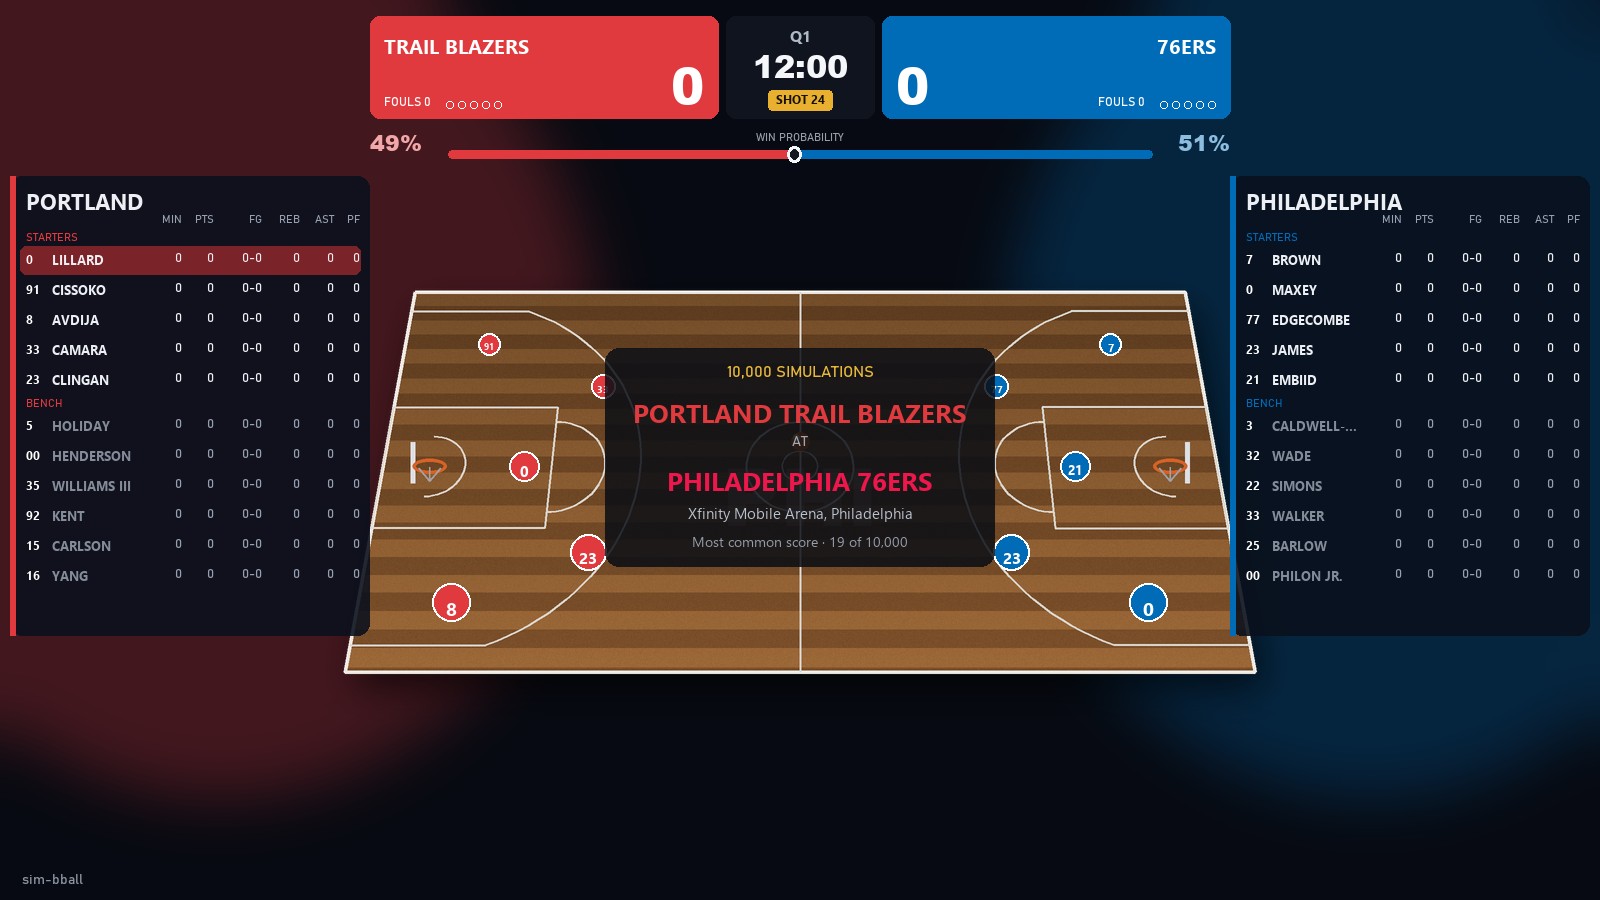 TRAIL BLAZERS
0
FOULS 0
Q1
12:00
SHOT 24
76ERS
0
FOULS 0
49%
WIN PROBABILITY
51%
PORTLAND
MIN PTS FG REB AST PF
STARTERS
0 LILLARD 0 0 0-0 0 0 0
91 CISSOKO 0 0 0-0 0 0 0
8 AVDIJA 0 0 0-0 0 0 0
33 CAMARA 0 0 0-0 0 0 0
23 CLINGAN 0 0 0-0 0 0 0
BENCH
5 HOLIDAY 0 0 0-0 0 0 0
00 HENDERSON 0 0 0-0 0 0 0
35 WILLIAMS III 0 0 0-0 0 0 0
92 KENT 0 0 0-0 0 0 0
15 CARLSON 0 0 0-0 0 0 0
16 YANG 0 0 0-0 0 0 0
91
33
0
23
8
10,000 SIMULATIONS
PORTLAND TRAIL BLAZERS
AT
PHILADELPHIA 76ERS
Xfinity Mobile Arena, Philadelphia
Most common score · 19 of 10,000
7
77
21
23
0
PHILADELPHIA
MIN PTS FG REB AST PF
STARTERS
7 BROWN 0 0 0-0 0 0 0
0 MAXEY 0 0 0-0 0 0 0
77 EDGECOMBE 0 0 0-0 0 0 0
23 JAMES 0 0 0-0 0 0 0
21 EMBIID 0 0 0-0 0 0 0
BENCH
3 CALDWELL-... 0 0 0-0 0 0 0
32 WADE 0 0 0-0 0 0 0
22 SIMONS 0 0 0-0 0 0 0
33 WALKER 0 0 0-0 0 0 0
25 BARLOW 0 0 0-0 0 0 0
00 PHILON JR. 0 0 0-0 0 0 0
sim-bball